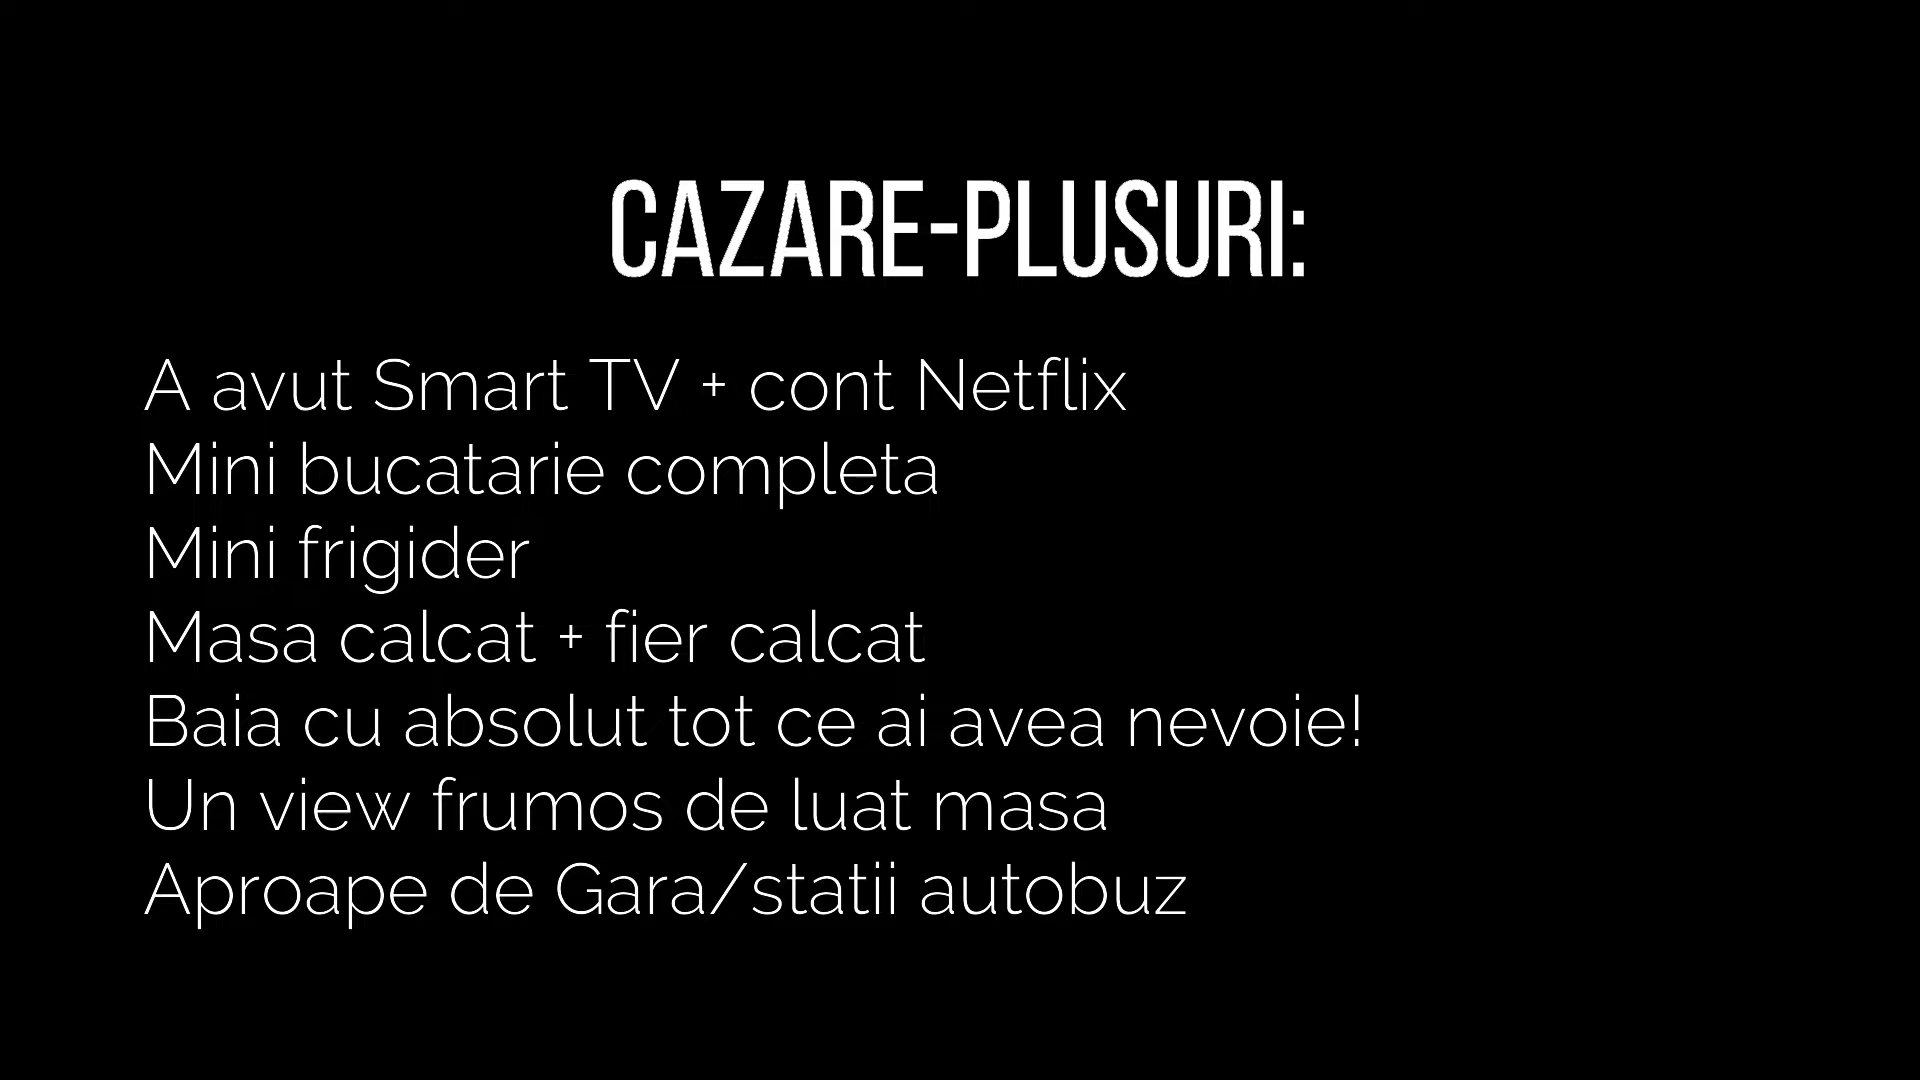 CAZARE-PLUSURI:
A avut Smart TV + cont Netflix
Mini bucatarie completa
Mini frigider
Masa calcat + fier calcat
Baia cu absolut tot ce ai avea nevoie!
Un view frumos de luat masa
Aproape de Gara/statii autobuz